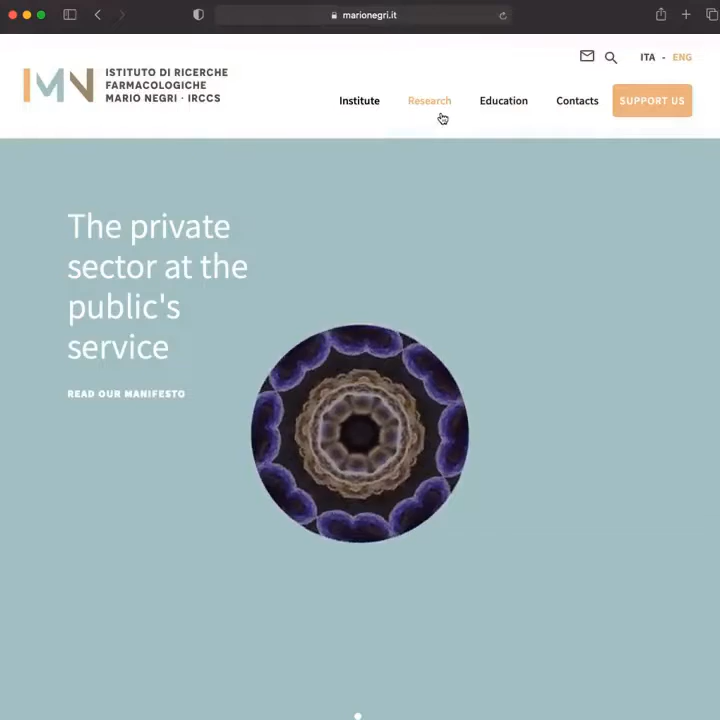 marionegri.it
ITA - ENG
IMN
ISTITUTO DI RICERCHE
FARMACOLOGICHE
MARIO NEGRI · IRCCS
Institute Research Education Contacts SUPPORT US
The private
sector at the
public's
service
READ OUR MANIFESTO